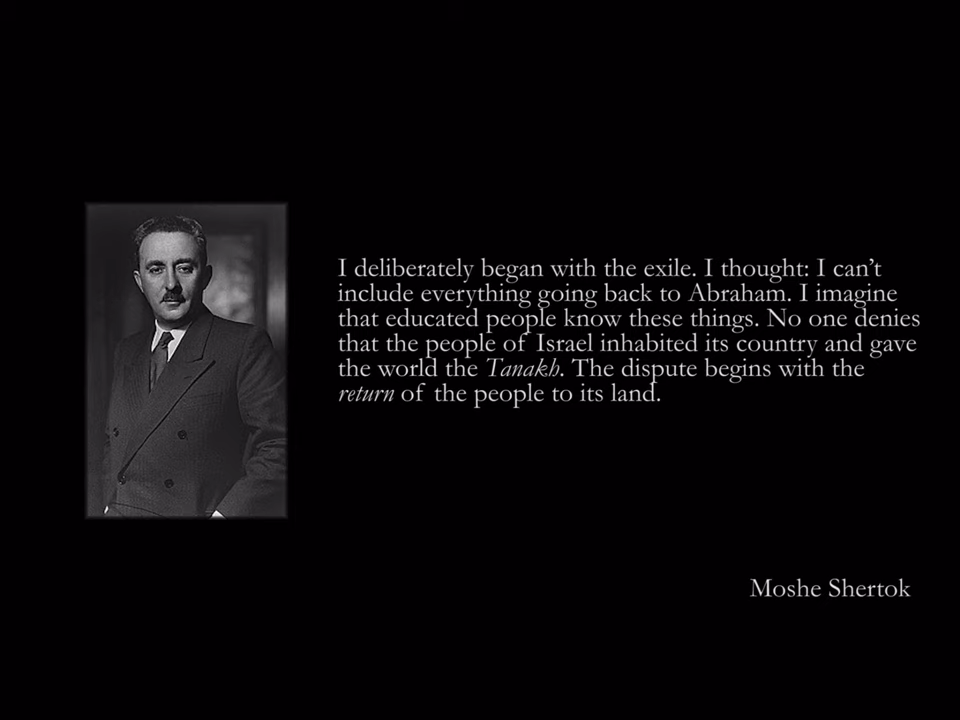 I deliberately began with the exile. I thought: I can’t
include everything going back to Abraham. I imagine
that educated people know these things. No one denies
that the people of Israel inhabited its country and gave
the world the Tanakh. The dispute begins with the
return of the people to its land.
Moshe Shertok